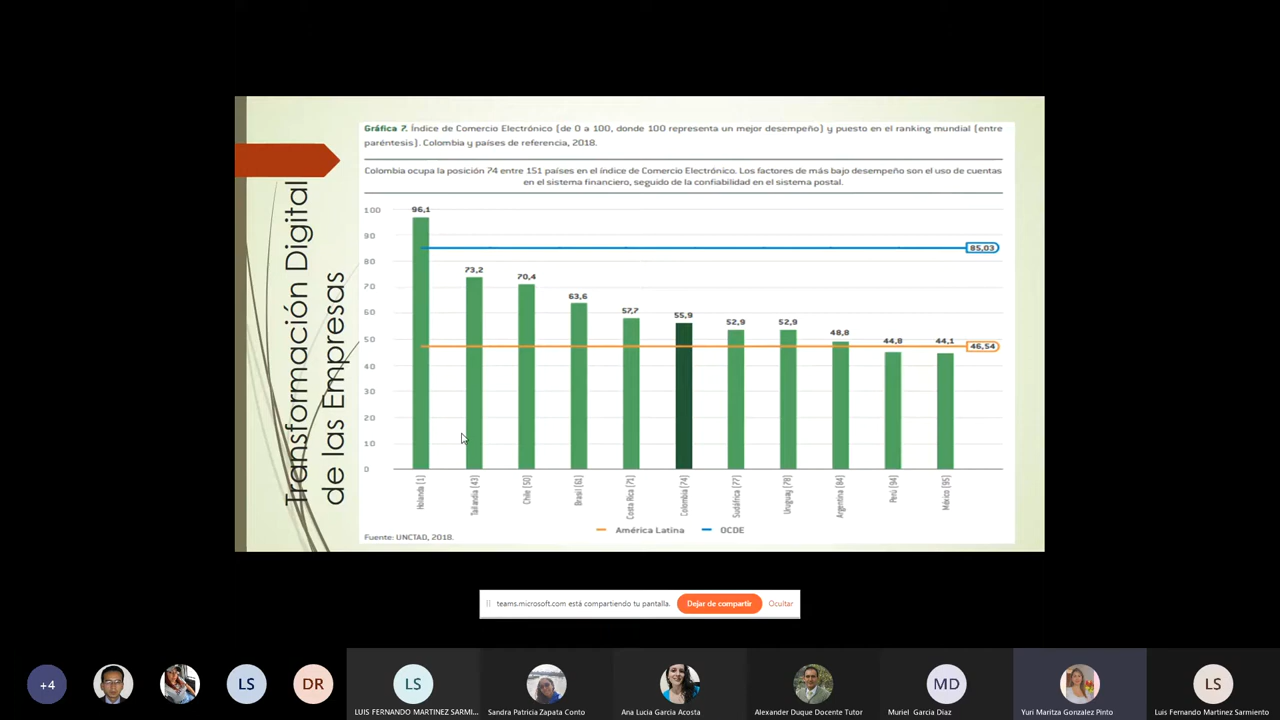 Transformación Digital
de las Empresas
Gráfica 7. Índice de Comercio Electrónico (de 0 a 100, donde 100 representa un mejor desempeño) y puesto en el ranking mundial (entre
paréntesis). Colombia y países de referencia, 2018.
Colombia ocupa la posición 74 entre 151 países en el índice de Comercio Electrónico. Los factores de más bajo desempeño son el uso de cuentas
en el sistema financiero, seguido de la confiabilidad en el sistema postal.
100
90
80
70
60
50
40
30
20
10
0
96,1
73,2
70,4
63,6
57,7
55,9
52,9
52,9
48,8
44,8
44,1
85,03
46,54
Holanda (1)
Tailandia (43)
Chile (50)
Brasil (61)
Costa Rica (71)
Colombia (74)
Sudáfrica (77)
Uruguay (78)
Argentina (84)
Perú (94)
México (95)
América Latina
OCDE
Fuente: UNCTAD, 2018.
teams.microsoft.com está compartiendo tu pantalla.
Dejar de compartir
Ocultar
+4
LS
DR
LS
MD
LS
LUIS FERNANDO MARTINEZ SARMI...
Sandra Patricia Zapata Conto
Ana Lucia Garcia Acosta
Alexander Duque Docente Tutor
Muriel Garcia Diaz
Yuri Maritza Gonzalez Pinto
Luis Fernando Martinez Sarmiento